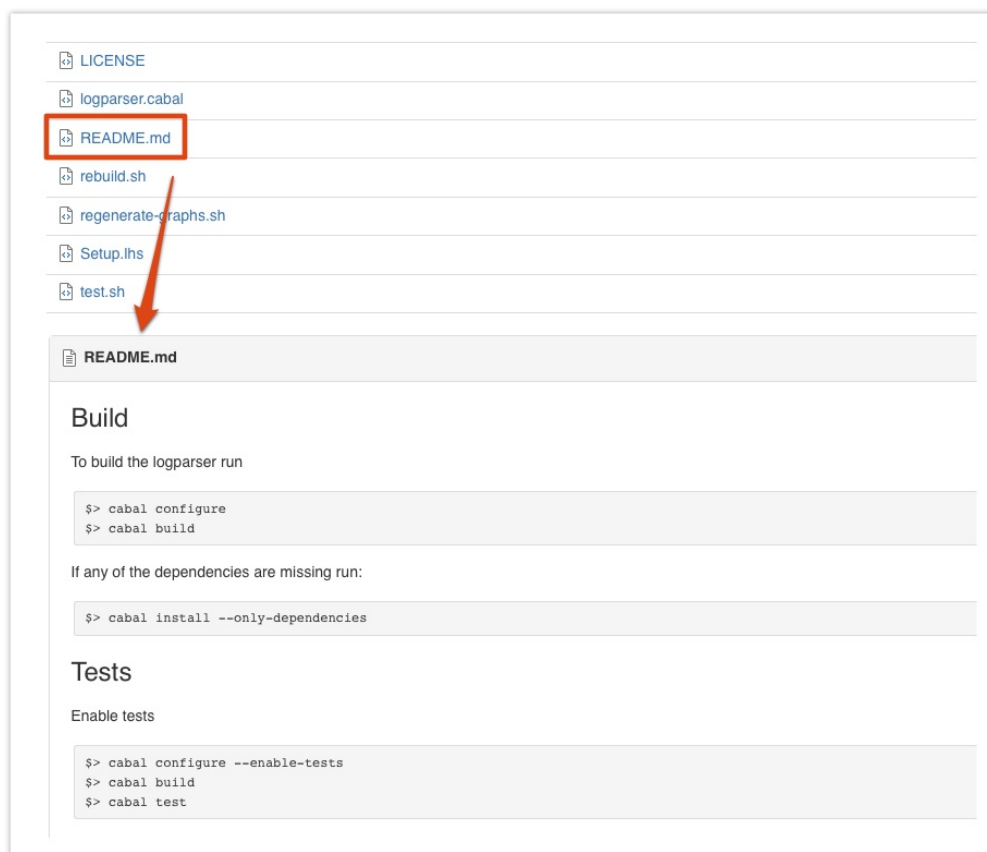 LICENSE
logparser.cabal
README.md
rebuild.sh
regenerate-graphs.sh
Setup.lhs
test.sh
README.md
Build
To build the logparser run
$> cabal configure
$> cabal build
If any of the dependencies are missing run:
$> cabal install --only-dependencies
Tests
Enable tests
$> cabal configure --enable-tests
$> cabal build
$> cabal test